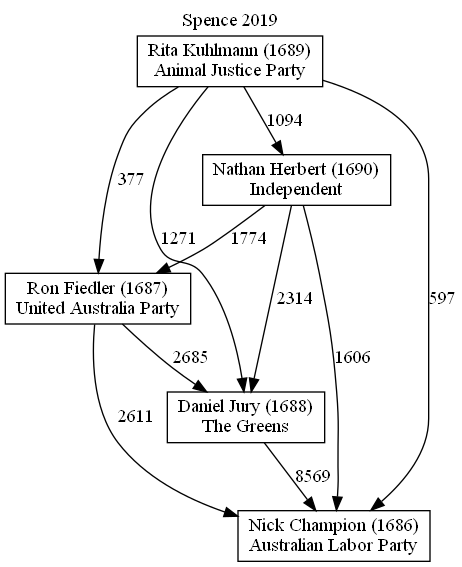 Spence 2019
Rita Kuhlmann (1689)
Animal Justice Party
1094
Nathan Herbert (1690)
Independent
377
1271
1774
Ron Fiedler (1687)
United Australia Party
2314
597
2685
1606
Daniel Jury (1688)
The Greens
2611
8569
Nick Champion (1686)
Australian Labor Party